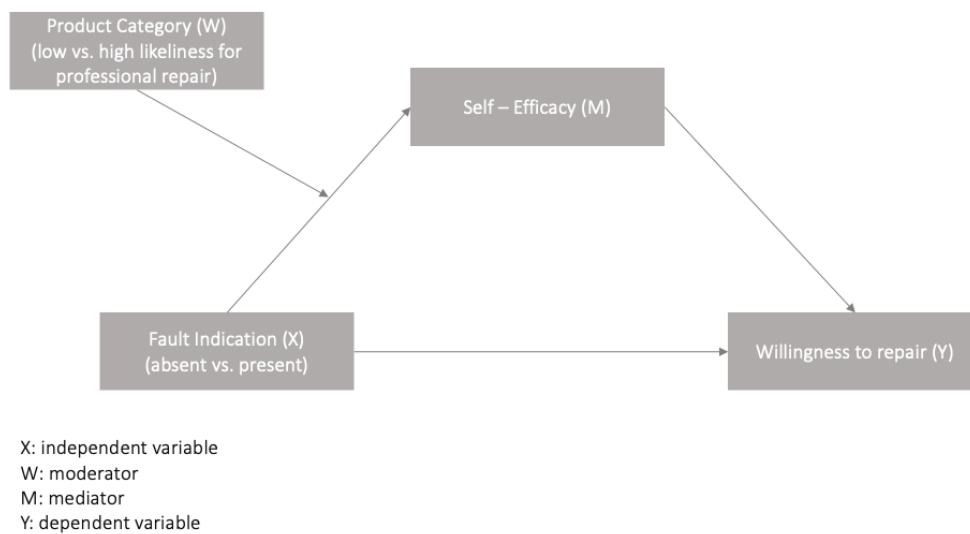 Product Category (W)
(low vs. high likeliness for
professional repair)
Self – Efficacy (M)
Fault Indication (X)
(absent vs. present)
Willingness to repair (Y)
X: independent variable
W: moderator
M: mediator
Y: dependent variable